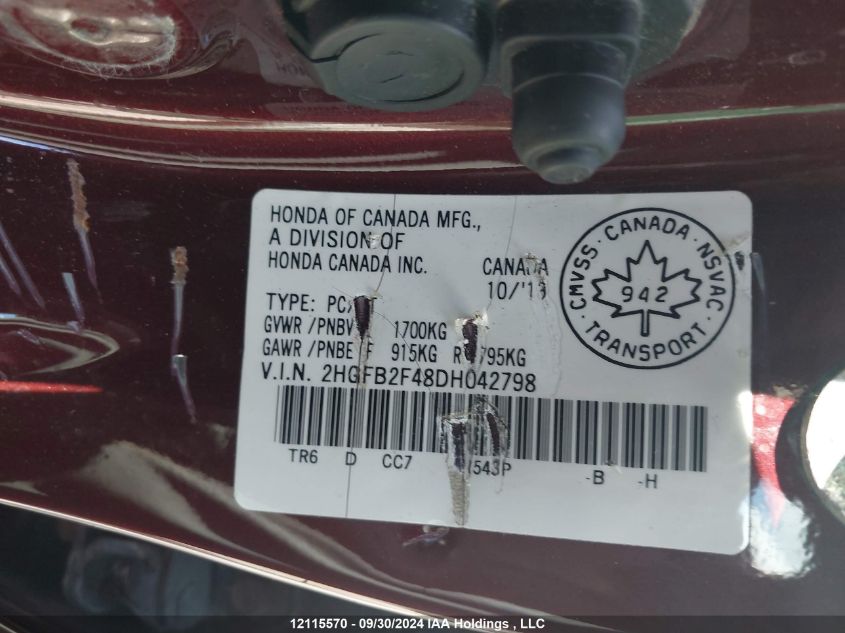 HONDA OF CANADA MFG.,
A DIVISION OF
HONDA CANADA INC.
CANADA
10/'13
TYPE: PC
GVWR /PNBV 1700KG
GAWR /PNBE F 915KG R 795KG
V.I.N. 2HGFB2F48DH042798
TR6 D CC7 543P -B -H
CMVSS · CANADA · NSVAC
942
TRANSPORT
12115570 - 09/30/2024 IAA Holdings , LLC